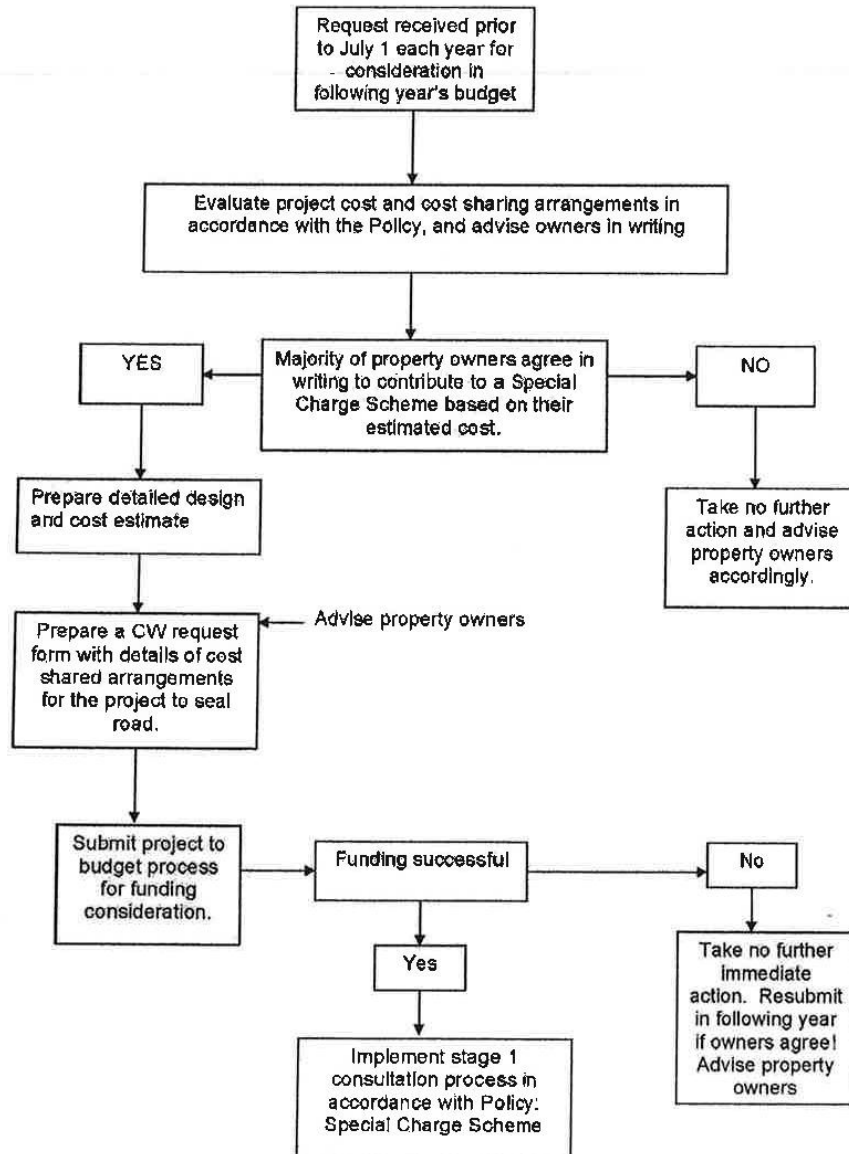 Request received prior
to July 1 each year for
- consideration in
following year's budget
Evaluate project cost and cost sharing arrangements in
accordance with the Policy, and advise owners in writing
YES
Majority of property owners agree in
writing to contribute to a Special
Charge Scheme based on their
estimated cost.
NO
Prepare detailed design
and cost estimate
Take no further
action and advise
property owners
accordingly.
Prepare a CW request
form with details of cost
shared arrangements
for the project to seal
road.
Advise property owners
Submit project to
budget process
for funding
consideration.
Funding successful
No
Yes
Take no further
immediate
action. Resubmit
in following year
if owners agree!
Advise property
owners
Implement stage 1
consultation process in
accordance with Policy:
Special Charge Scheme